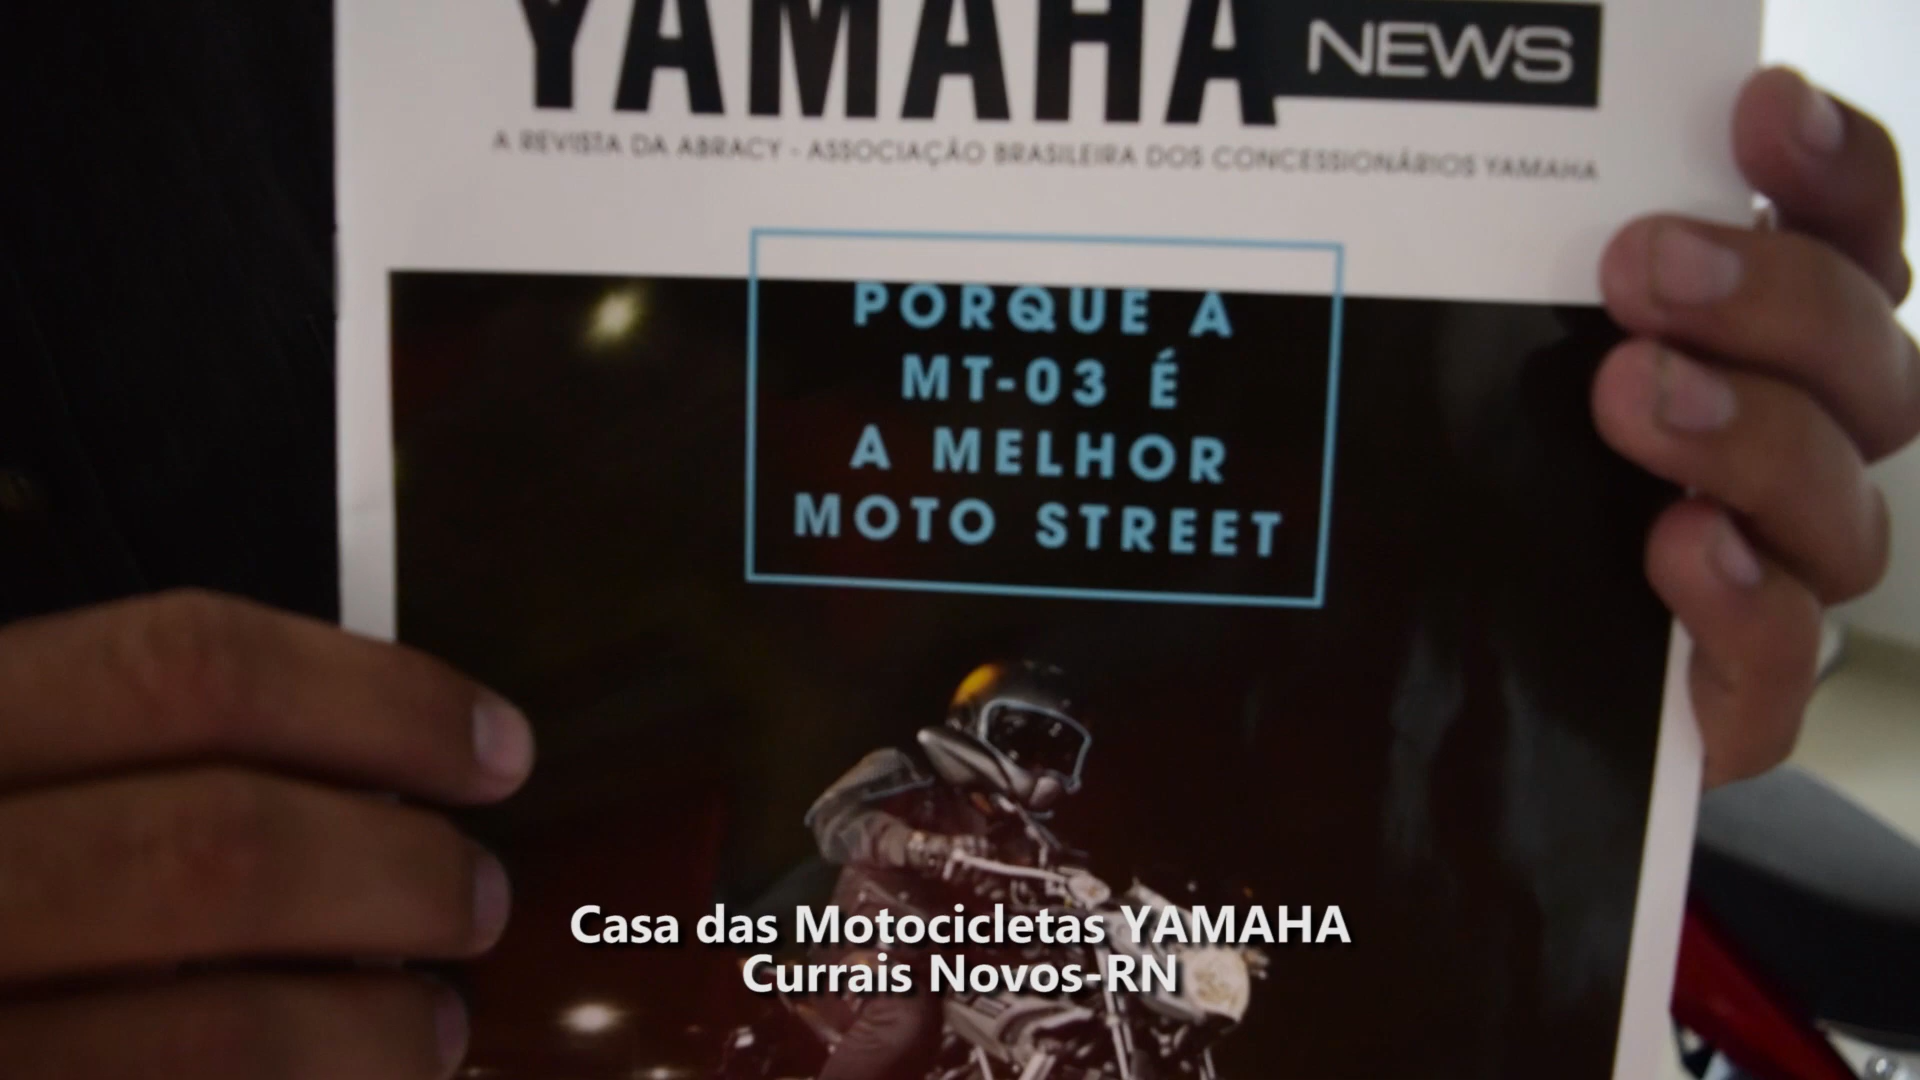 YAMAHA NEWS
A REVISTA DA ABRACY - ASSOCIAÇÃO BRASILEIRA DOS CONCESSIONÁRIOS YAMAHA
PORQUE A
MT-03 É
A MELHOR
MOTO STREET
Casa das Motocicletas YAMAHA
Currais Novos-RN